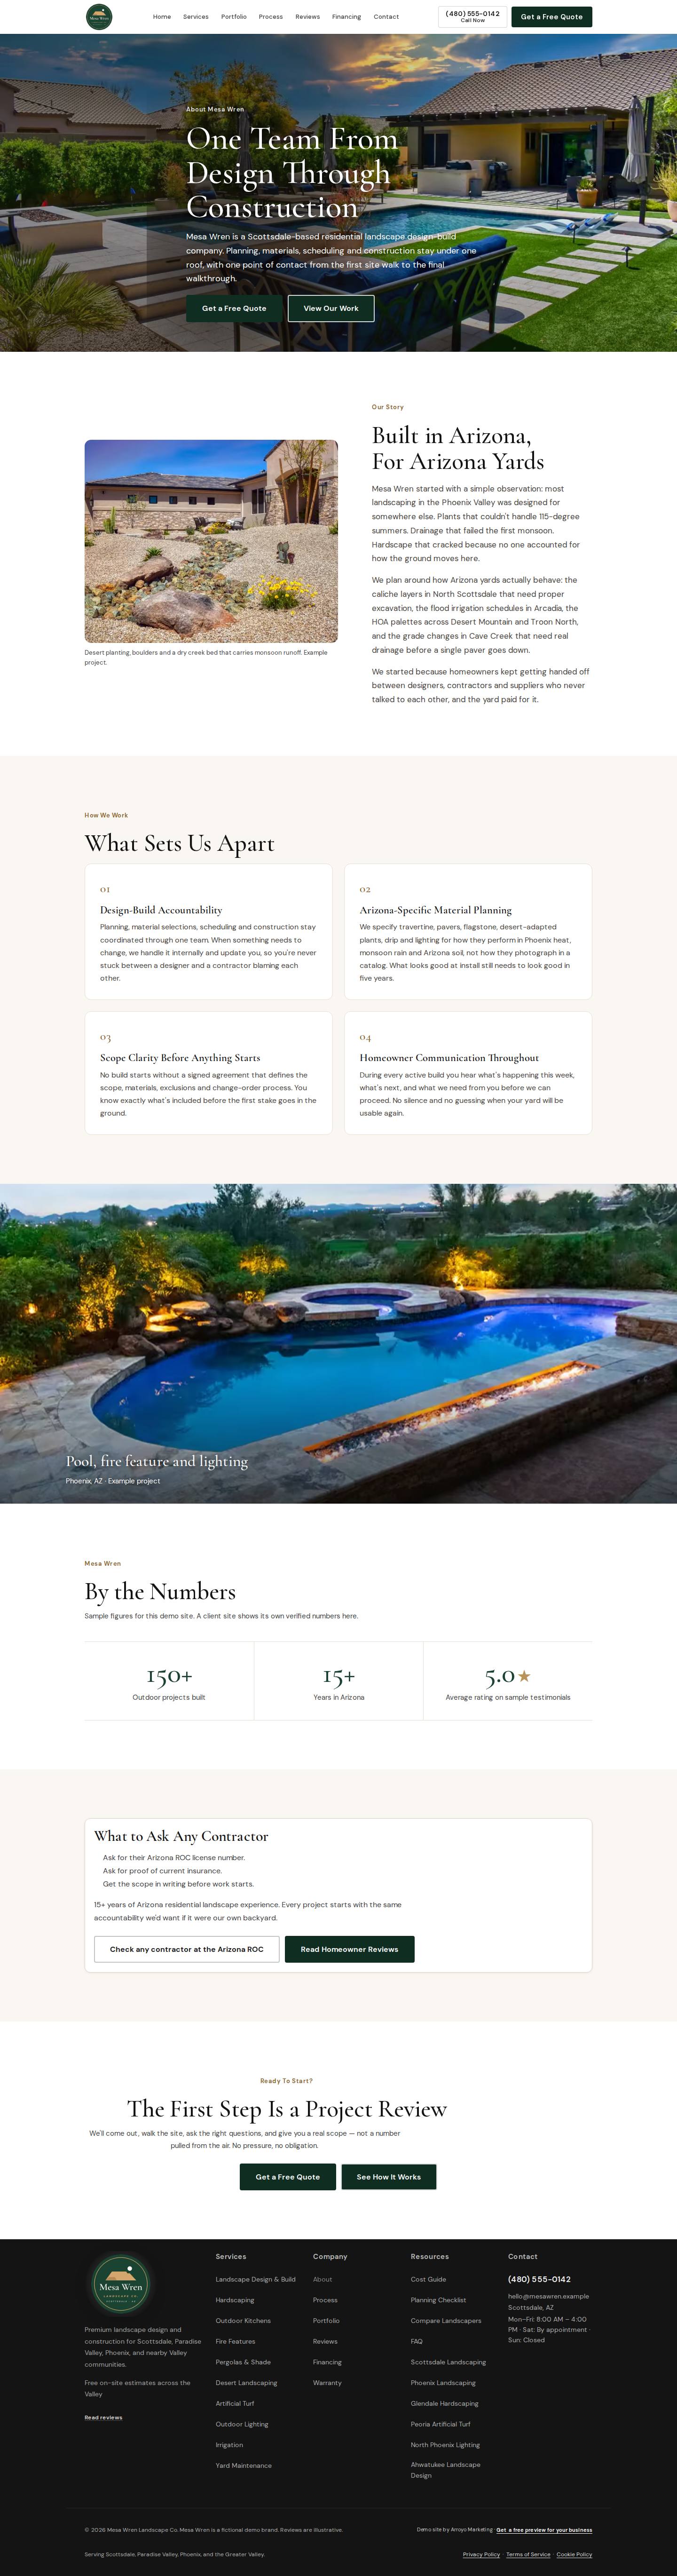 Mesa Wren
Home
Services
Portfolio
Process
Reviews
Financing
Contact
(480) 555-0142
Call Now
Get a Free Quote
About Mesa Wren
One Team From
Design Through
Construction
Mesa Wren is a Scottsdale-based residential landscape design-build
company. Planning, materials, scheduling and construction stay under one
roof, with one point of contact from the first site walk to the final
walkthrough.
Get a Free Quote
View Our Work
Desert planting, boulders and a dry creek bed that carries monsoon runoff. Example
project.
Our Story
Built in Arizona,
For Arizona Yards
Mesa Wren started with a simple observation: most
landscaping in the Phoenix Valley was designed for
somewhere else. Plants that couldn't handle 115-degree
summers. Drainage that failed the first monsoon.
Hardscape that cracked because no one accounted for
how the ground moves here.
We plan around how Arizona yards actually behave: the
caliche layers in North Scottsdale that need proper
excavation, the flood irrigation schedules in Arcadia, the
HOA palettes across Desert Mountain and Troon North,
and the grade changes in Cave Creek that need real
drainage before a single paver goes down.
We started because homeowners kept getting handed off
between designers, contractors and suppliers who never
talked to each other, and the yard paid for it.
How We Work
What Sets Us Apart
01
Design-Build Accountability
Planning, material selections, scheduling and construction stay
coordinated through one team. When something needs to
change, we handle it internally and update you, so you're never
stuck between a designer and a contractor blaming each
other.
02
Arizona-Specific Material Planning
We specify travertine, pavers, flagstone, desert-adapted
plants, drip and lighting for how they perform in Phoenix heat,
monsoon rain and Arizona soil, not how they photograph in a
catalog. What looks good at install still needs to look good in
five years.
03
Scope Clarity Before Anything Starts
No build starts without a signed agreement that defines the
scope, materials, exclusions and change-order process. You
know exactly what's included before the first stake goes in the
ground.
04
Homeowner Communication Throughout
During every active build you hear what's happening this week,
what's next, and what we need from you before we can
proceed. No silence and no guessing when your yard will be
usable again.
Pool, fire feature and lighting
Phoenix, AZ · Example project
Mesa Wren
By the Numbers
Sample figures for this demo site. A client site shows its own verified numbers here.
150+
Outdoor projects built
15+
Years in Arizona
5.0★
Average rating on sample testimonials
What to Ask Any Contractor
Ask for their Arizona ROC license number.
Ask for proof of current insurance.
Get the scope in writing before work starts.
15+ years of Arizona residential landscape experience. Every project starts with the same
accountability we'd want if it were our own backyard.
Check any contractor at the Arizona ROC
Read Homeowner Reviews
Ready To Start?
The First Step Is a Project Review
We'll come out, walk the site, ask the right questions, and give you a real scope — not a number
pulled from the air. No pressure, no obligation.
Get a Free Quote
See How It Works
Mesa Wren
LANDSCAPE CO.
Premium landscape design and
construction for Scottsdale, Paradise
Valley, Phoenix, and nearby Valley
communities.
Free on-site estimates across the
Valley
Read reviews
Services
Landscape Design & Build
Hardscaping
Outdoor Kitchens
Fire Features
Pergolas & Shade
Desert Landscaping
Artificial Turf
Outdoor Lighting
Irrigation
Yard Maintenance
Company
About
Process
Portfolio
Reviews
Financing
Warranty
Resources
Cost Guide
Planning Checklist
Compare Landscapers
FAQ
Scottsdale Landscaping
Phoenix Landscaping
Glendale Hardscaping
Peoria Artificial Turf
North Phoenix Lighting
Ahwatukee Landscape
Design
Contact
(480) 555-0142
hello@mesawren.example
Scottsdale, AZ
Mon–Fri: 8:00 AM – 4:00
PM · Sat: By appointment ·
Sun: Closed
© 2026 Mesa Wren Landscape Co. Mesa Wren is a fictional demo brand. Reviews are illustrative.
Demo site by Arroyo Marketing · Get a free preview for your business
Serving Scottsdale, Paradise Valley, Phoenix, and the Greater Valley.
Privacy Policy · Terms of Service · Cookie Policy